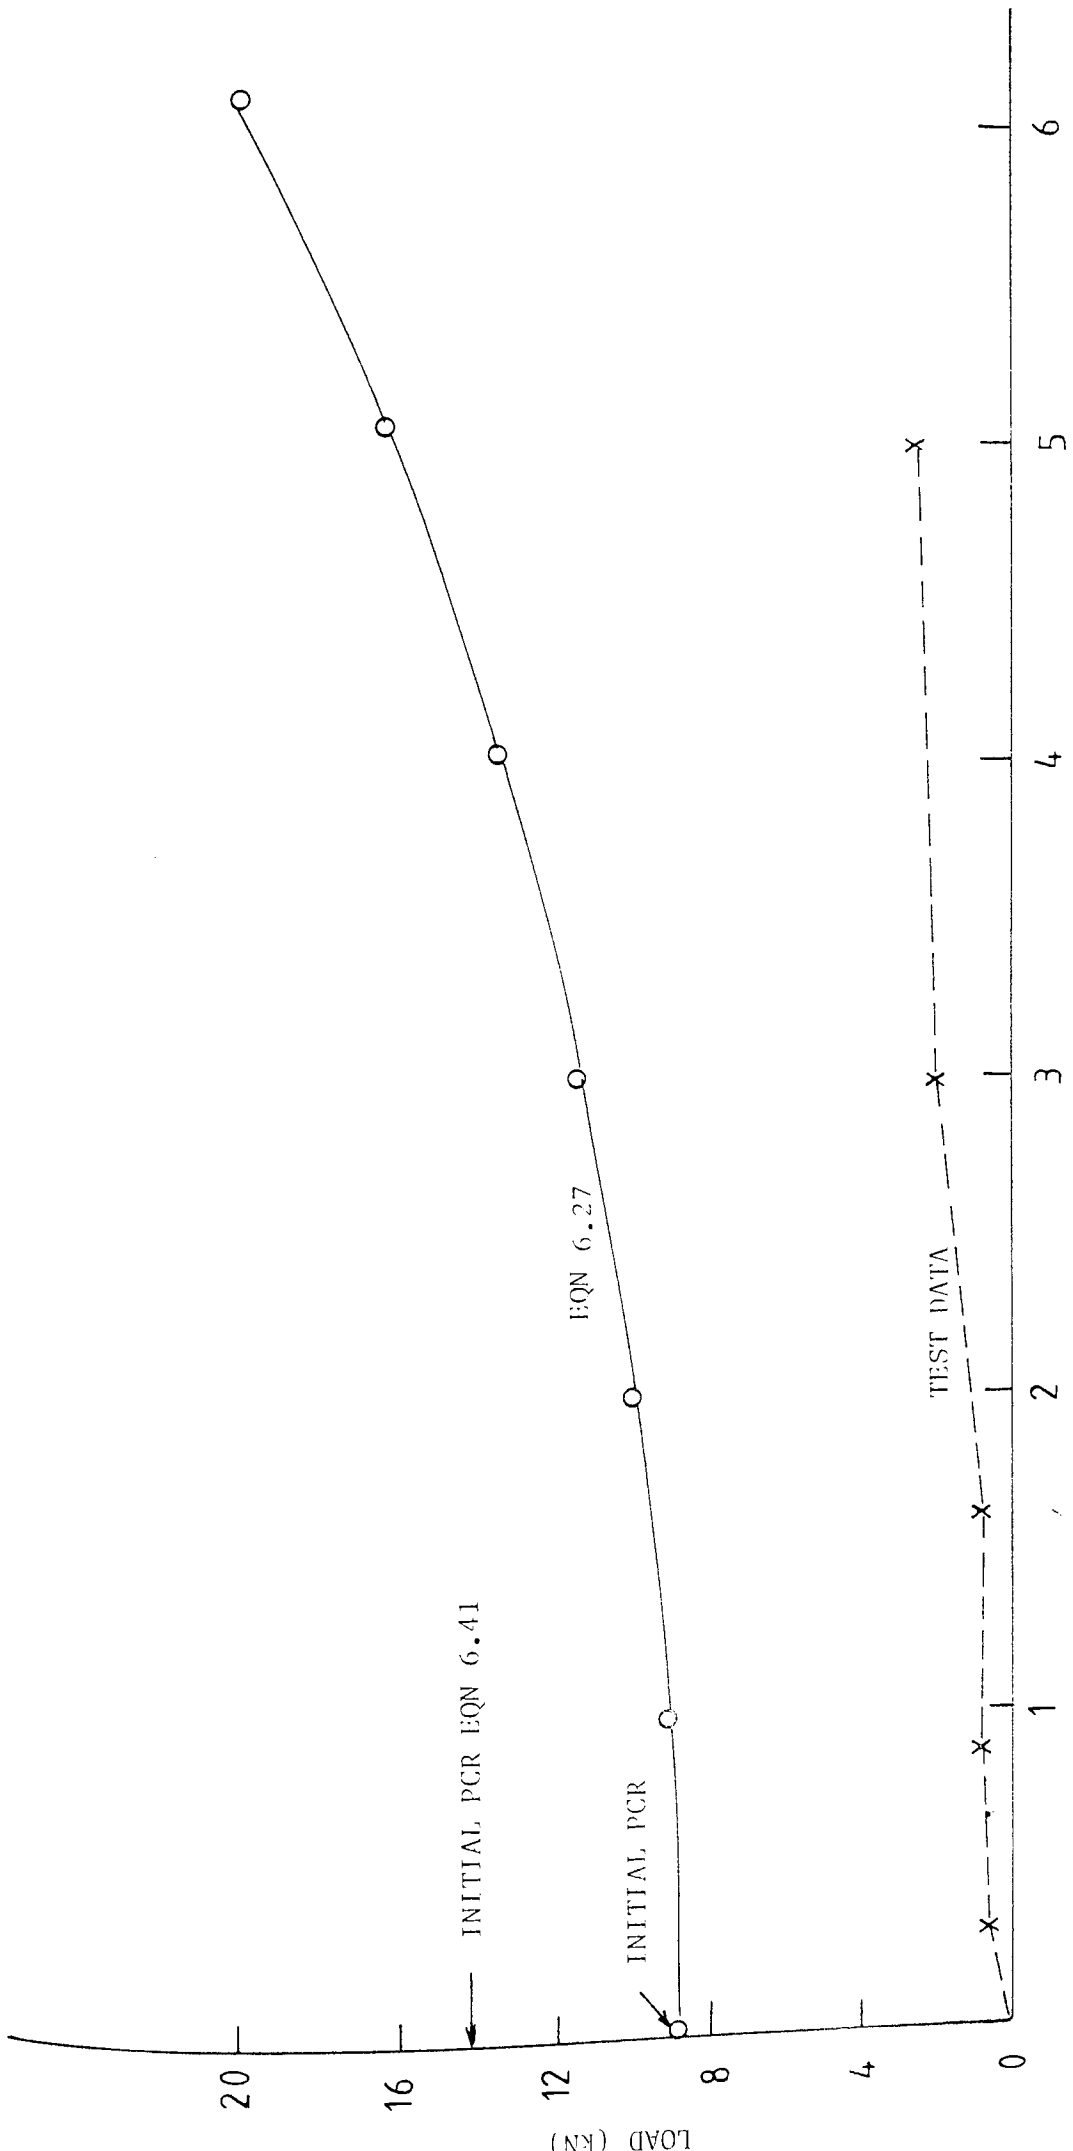 INITIAL PCR EQN 6.41
INITIAL PCR
EQN 6.27
TEST DATA
LOAD (KN)
20
16
12
8
4
0
1
2
3
4
5
6